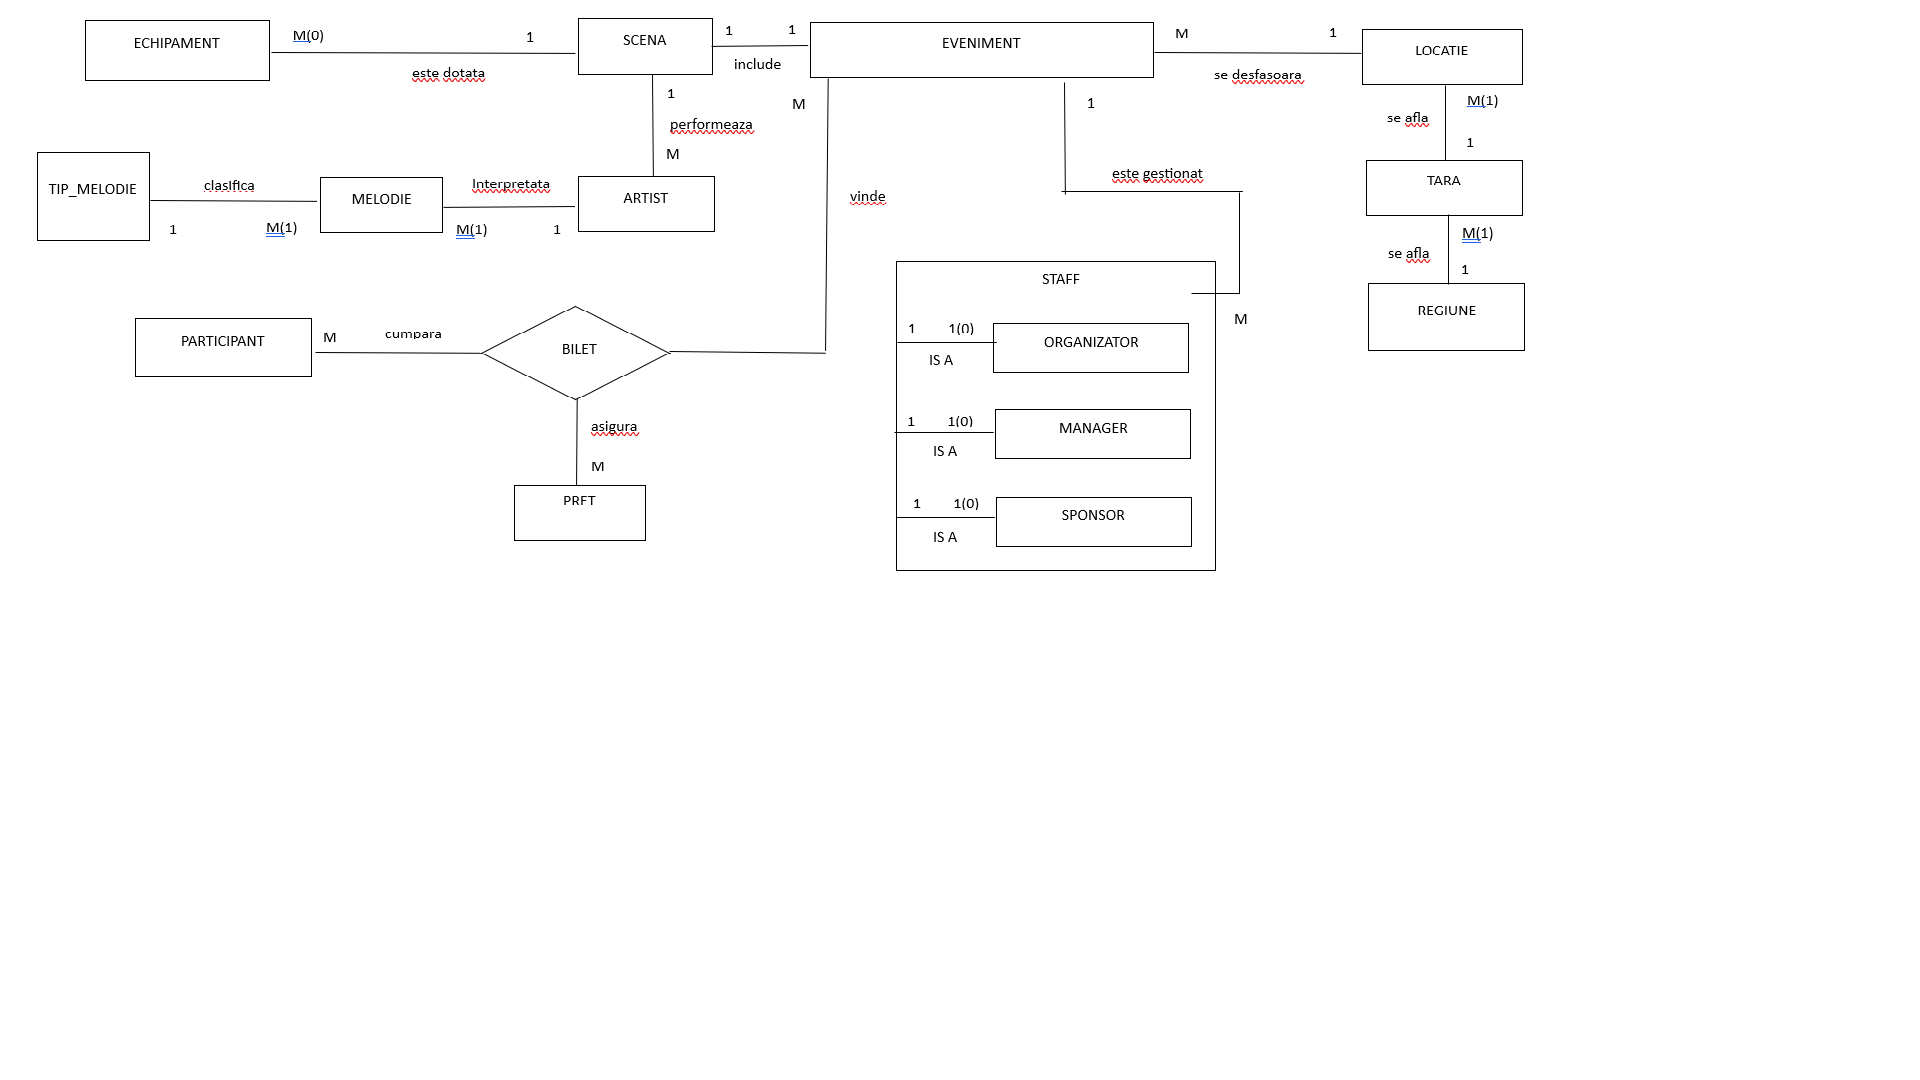 ECHIPAMENT
M(0)
1
este dotata
SCENA
1
1
include
EVENIMENT
M
1
se desfasoara
LOCATIE
M(1)
se afla
1
TARA
M(1)
se afla
1
REGIUNE
1
performeaza
M
TIP_MELODIE
clasifica
1
M(1)
MELODIE
Interpretata
M(1)
1
ARTIST
M
vinde
1
este gestionat
M
STAFF
1
1(0)
IS A
ORGANIZATOR
1
1(0)
IS A
MANAGER
1
1(0)
IS A
SPONSOR
PARTICIPANT
M
cumpara
BILET
asigura
M
PRET